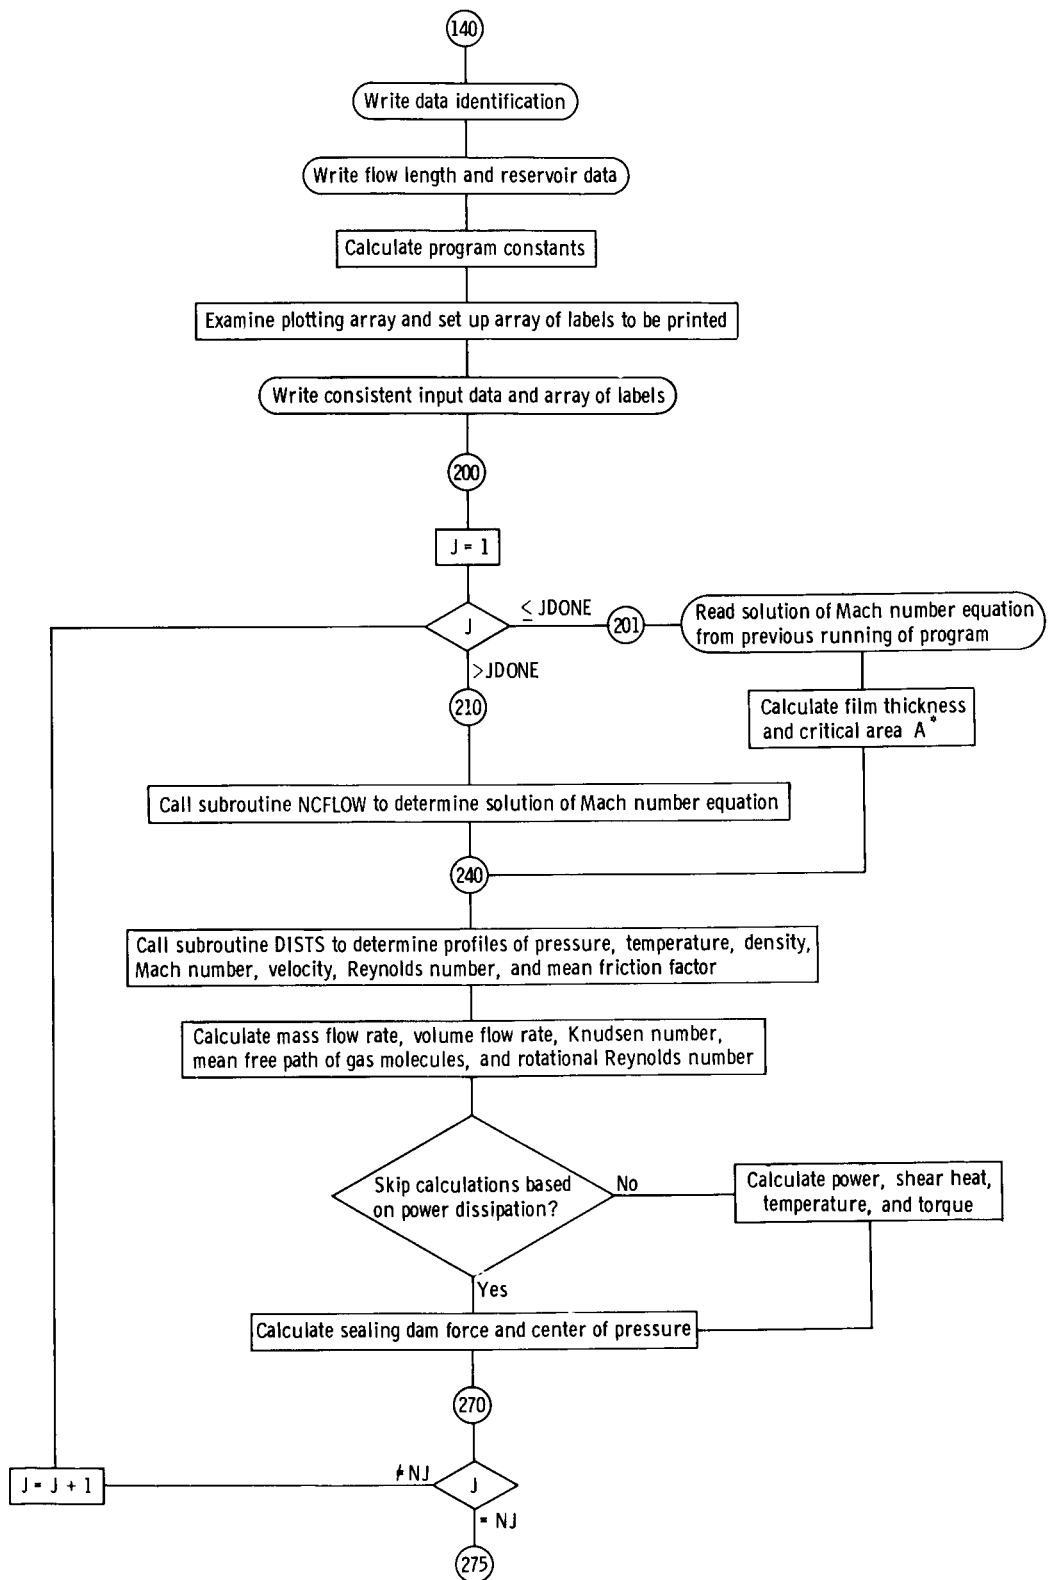 140
Write data identification
Write flow length and reservoir data
Calculate program constants
Examine plotting array and set up array of labels to be printed
Write consistent input data and array of labels
200
J = 1
J
≤ JDONE
201
Read solution of Mach number equation
from previous running of program
>JDONE
210
Calculate film thickness
and critical area A*
Call subroutine NCFLOW to determine solution of Mach number equation
240
Call subroutine DISTS to determine profiles of pressure, temperature, density,
Mach number, velocity, Reynolds number, and mean friction factor
Calculate mass flow rate, volume flow rate, Knudsen number,
mean free path of gas molecules, and rotational Reynolds number
Skip calculations based
on power dissipation?
No
Calculate power, shear heat,
temperature, and torque
Yes
Calculate sealing dam force and center of pressure
270
J = J + 1
≠ NJ
J
= NJ
275